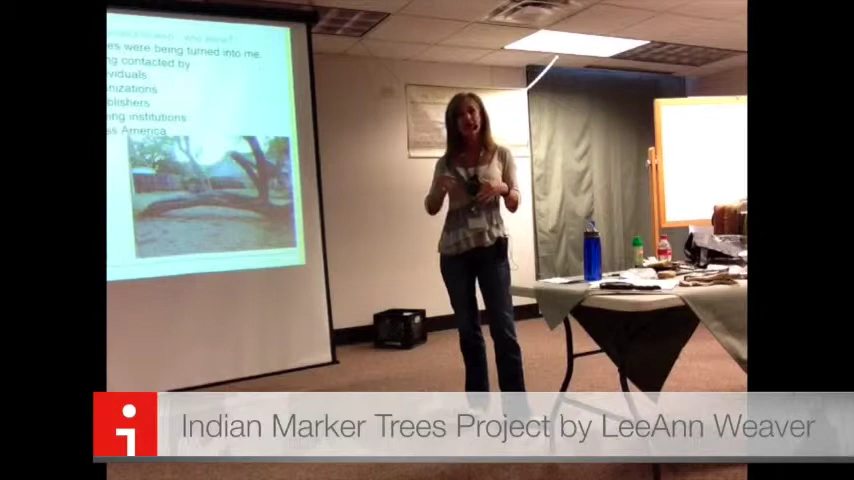 es were being turned into me.
ng contacted by
viduals
nizations
blishers
ing institutions
ss America
Indian Marker Trees Project by LeeAnn Weaver